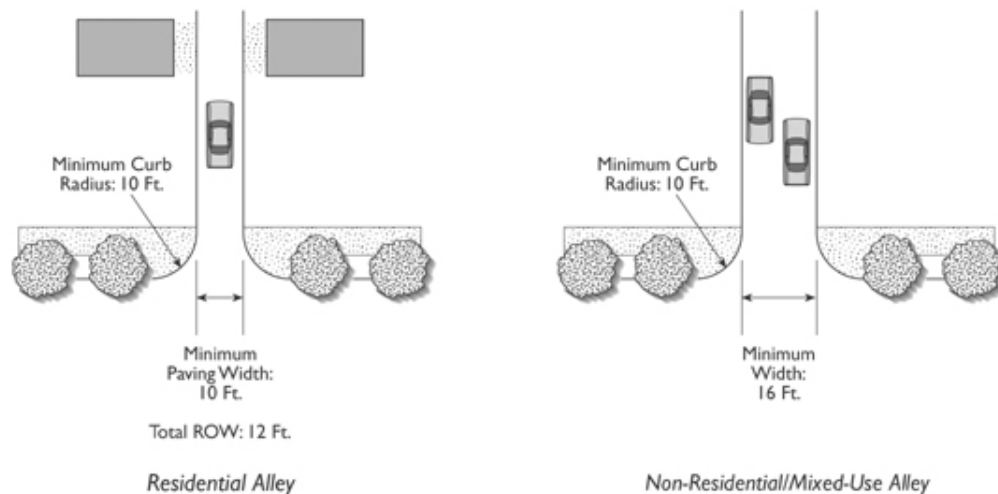 Minimum Curb
Radius: 10 Ft.
Minimum
Paving Width:
10 Ft.
Total ROW: 12 Ft.
Residential Alley
Minimum Curb
Radius: 10 Ft.
Minimum
Width:
16 Ft.
Non-Residential/Mixed-Use Alley